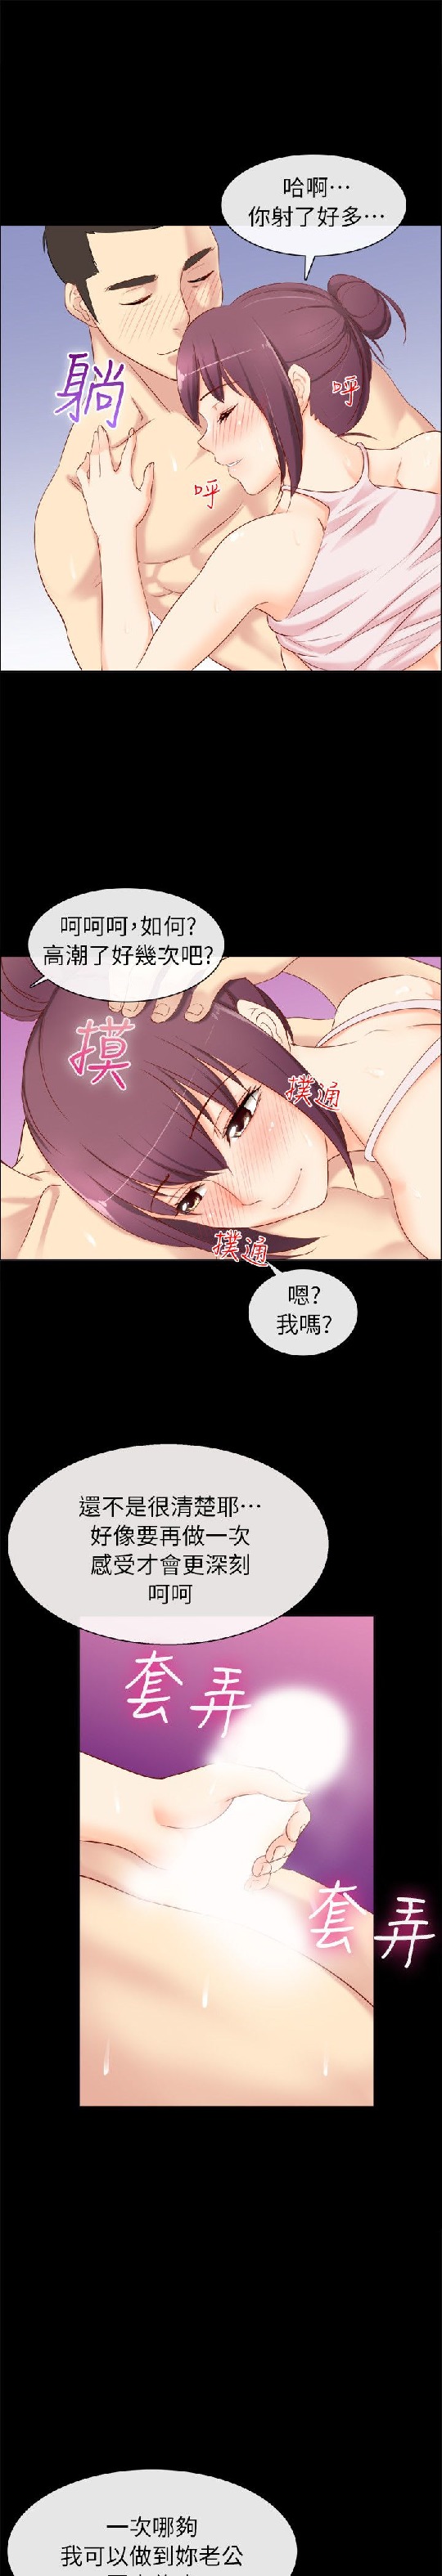 哈啊⋯
你射了好多⋯
躺
呼
呼
呵呵呵，如何?
高潮了好幾次吧?
摸
撲通
撲通
嗯?
我嗎?
還不是很清楚耶⋯
好像要再做一次
感受才會更深刻
呵呵
套弄
套弄
一次哪夠
我可以做到妳老公